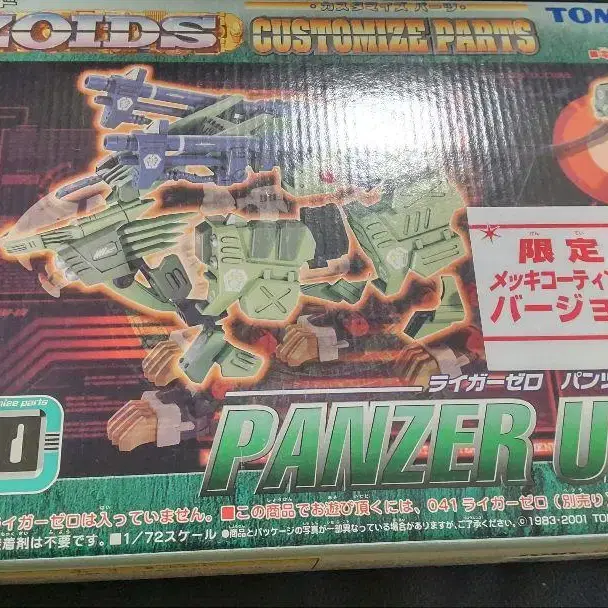 ZOIDS
カスタマイズ パーツ
CUSTOMIZE PARTS
TOM
限定
げん てい
メッキコーティ
バージョ
ライガーゼロ パンツ
PANZER U
mize parts
ライガーゼロは入っていません。
■この商品でお遊び頂くには、041 ライガーゼロ (別売り
着剤は不要です。 ■1/72スケール
●商品とパッケージの写真が一部異なっている場合がありますが、ご了承ください。 ©1983-2001 TOM